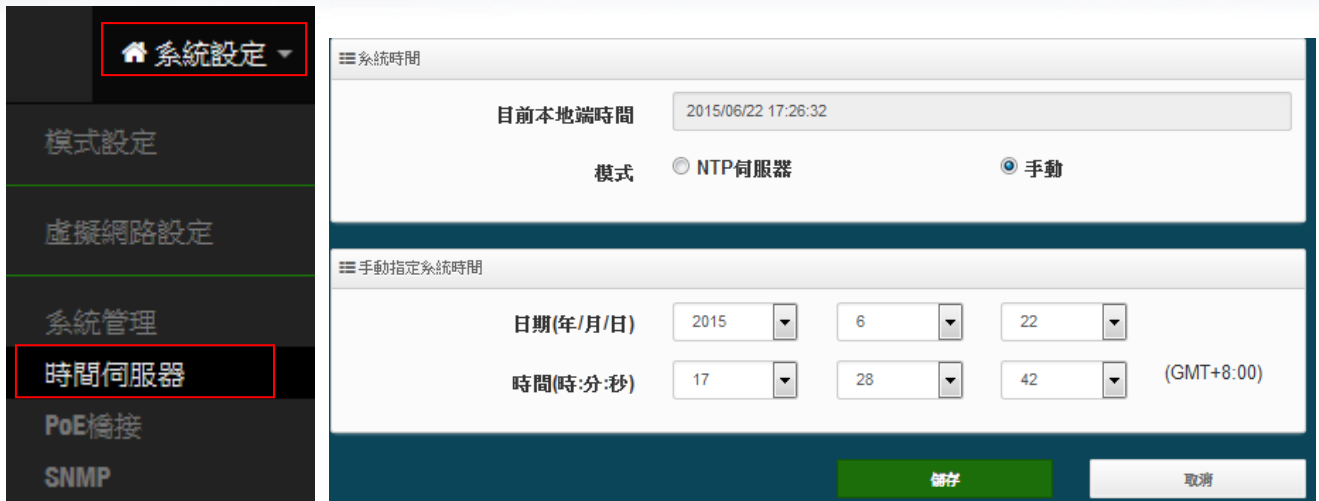 系統設定
模式設定
虛擬網路設定
系統管理
時間伺服器
PoE橋接
SNMP
系統時間
目前本地端時間 2015/06/22 17:26:32
模式 NTP伺服器 手動
手動指定系統時間
日期(年/月/日) 2015 6 22
時間(時:分:秒) 17 28 42 (GMT+8:00)
儲存 取消